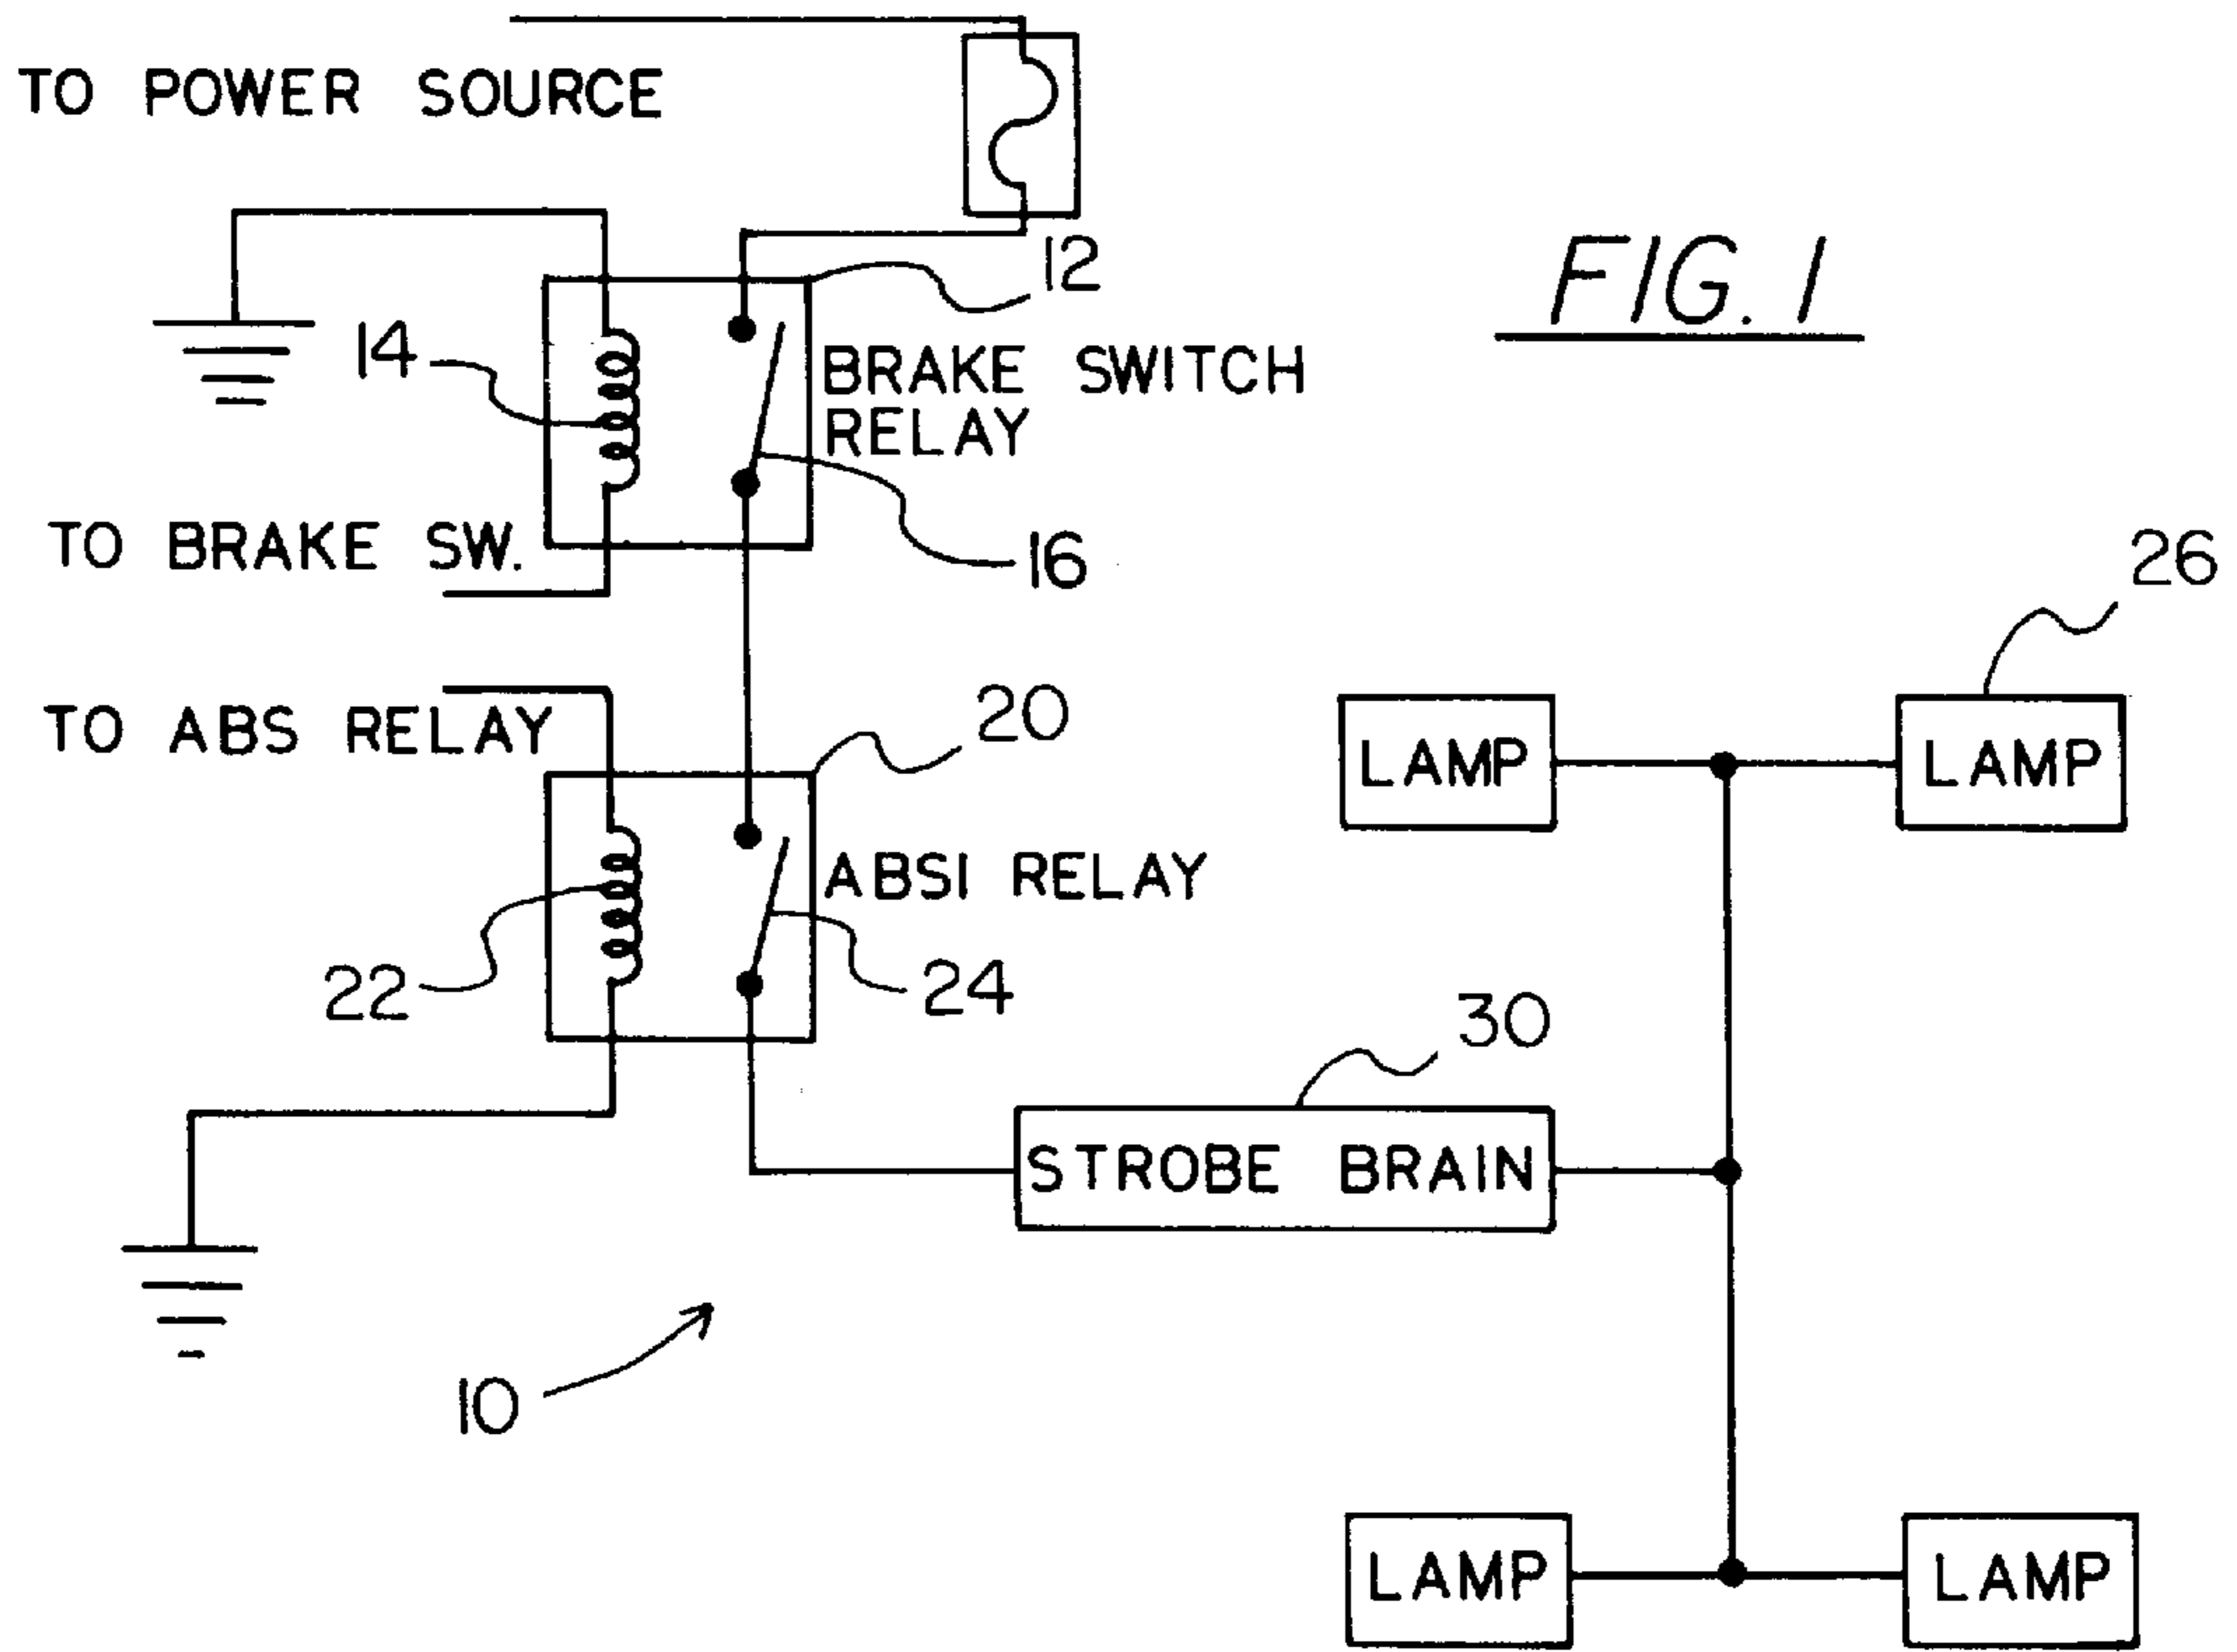 TO POWER SOURCE
12
FIG. 1
14
BRAKE SWITCH
RELAY
TO BRAKE SW.
16
26
TO ABS RELAY
20
LAMP
LAMP
ABSI RELAY
22
24
30
STROBE BRAIN
10
LAMP
LAMP